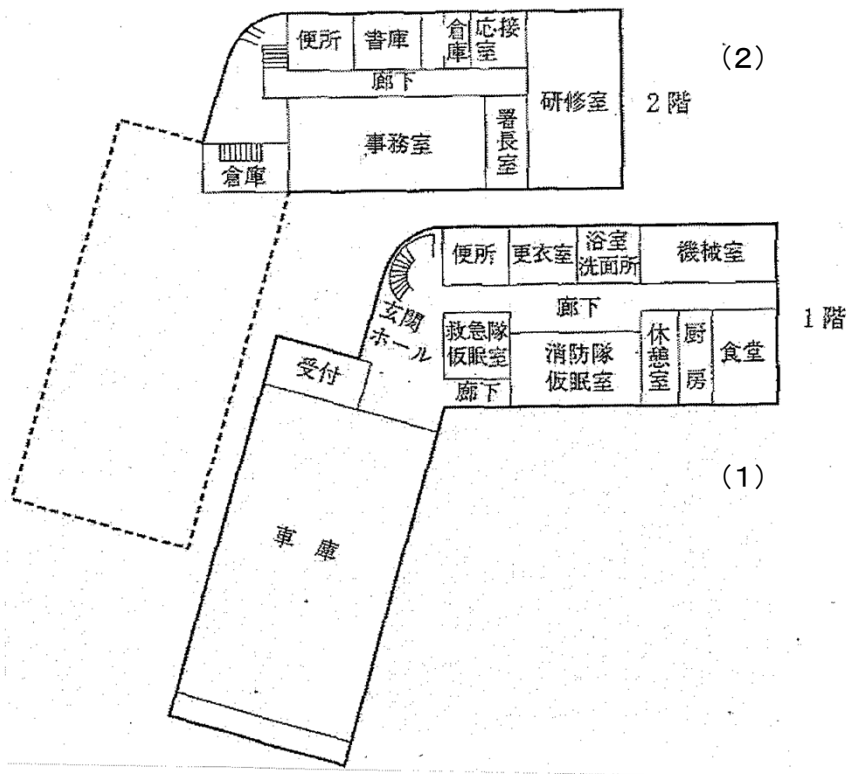 便所
書庫
倉庫
応接室
(2)
廊下
研修室
2階
事務室
署長室
倉庫
便所
更衣室
浴室
洗面所
機械室
廊下
1階
玄関
ホール
救急隊
仮眠室
消防隊
仮眠室
休憩室
厨房
食堂
受付
廊下
(1)
車庫